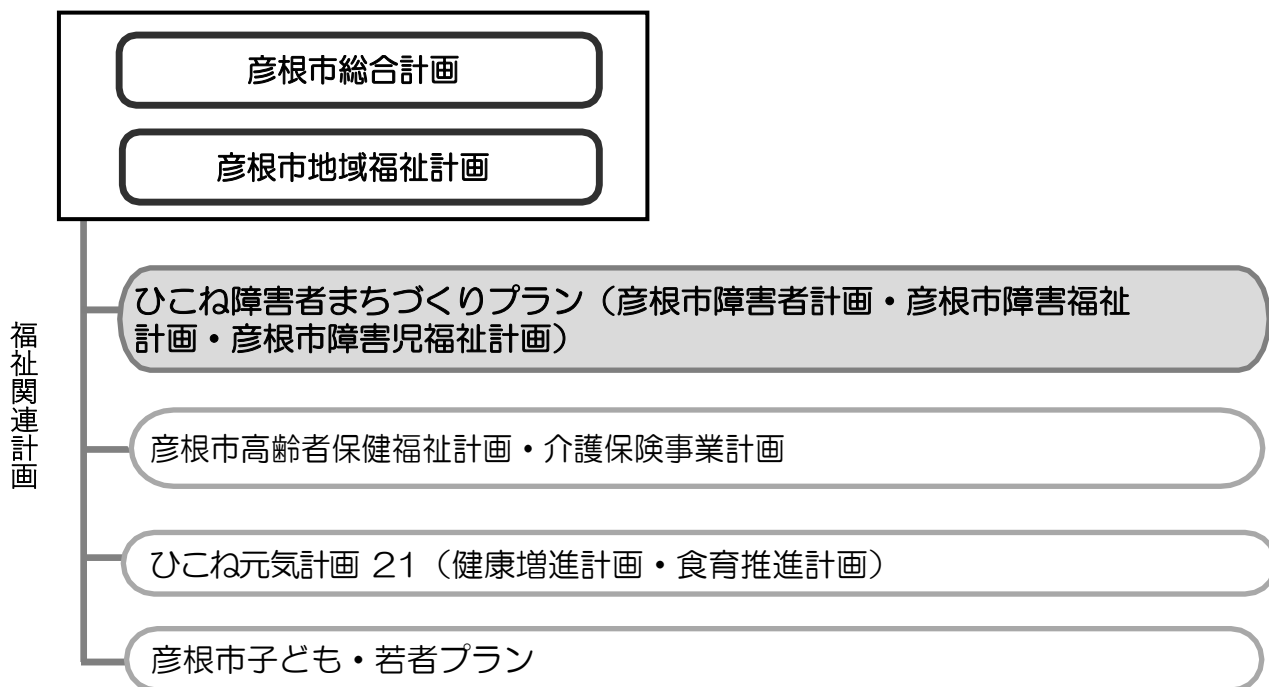 彦根市総合計画
彦根市地域福祉計画
福祉関連計画
ひこね障害者まちづくりプラン（彦根市障害者計画・彦根市障害福祉
計画・彦根市障害児福祉計画）
彦根市高齢者保健福祉計画・介護保険事業計画
ひこね元気計画 21（健康増進計画・食育推進計画）
彦根市子ども・若者プラン